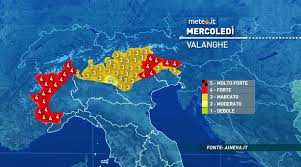 meteo.it
MERCOLEDÌ
VALANGHE
5 - MOLTO FORTE
4 - FORTE
3 - MARCATO
2 - MODERATO
1 - DEBOLE
FONTE: AINEVA.IT